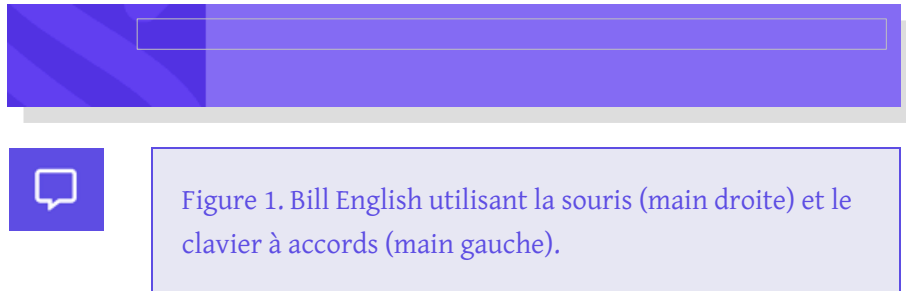 Figure 1. Bill English utilisant la souris (main droite) et le
clavier à accords (main gauche).